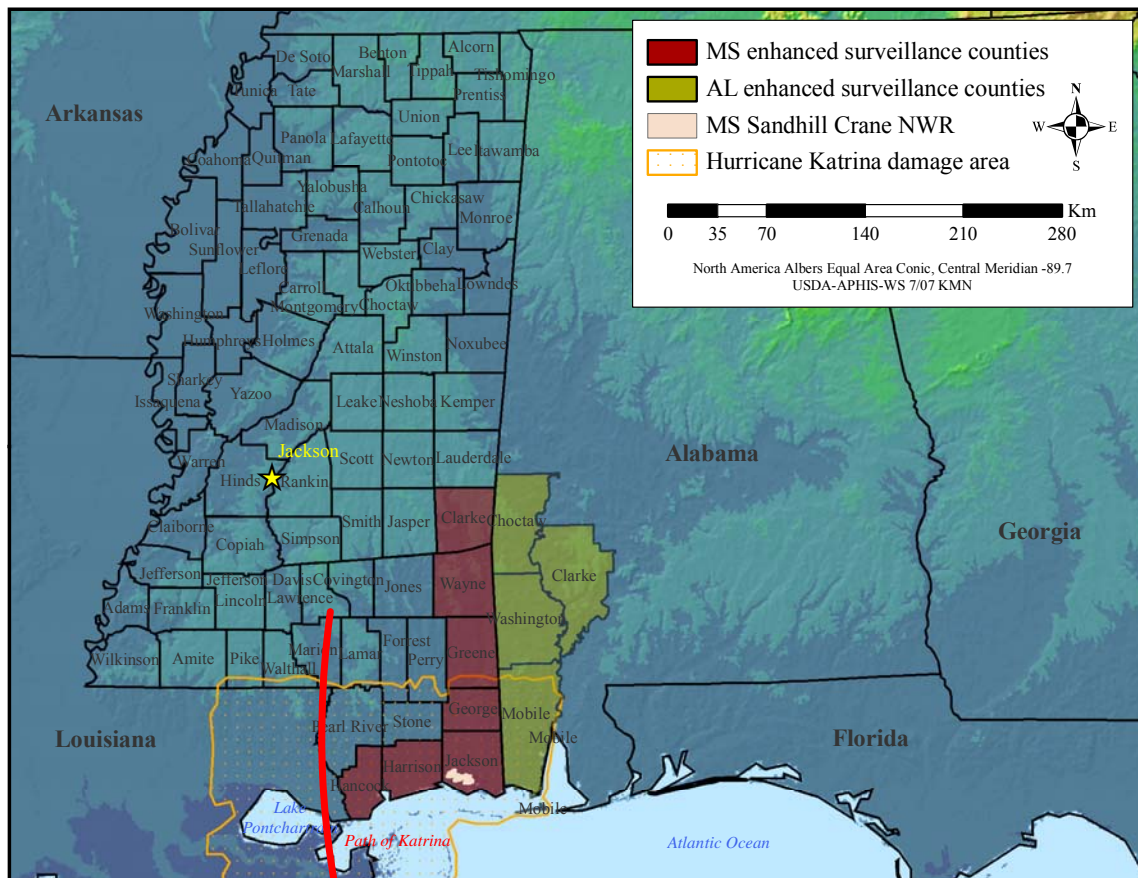 MS enhanced surveillance counties
AL enhanced surveillance counties
MS Sandhill Crane NWR
Hurricane Katrina damage area
N
W E
S
Km
0 35 70 140 210 280
North America Albers Equal Area Conic, Central Meridian -89.7
USDA-APHIS-WS 7/07 KMN
Arkansas
Alabama
Georgia
Louisiana
Florida
De Soto
Benton
Alcorn
Marshall
Tippah
Tishomingo
Tunica
Tate
Prentiss
Union
Panola
Lafayette
Lee
Itawamba
Coahoma
Quitman
Pontotoc
Yalobusha
Chickasaw
Tallahatchie
Calhoun
Monroe
Bolivar
Grenada
Sunflower
Webster
Clay
Leflore
Carroll
Oktibbeha
Lowndes
Montgomery
Choctaw
Washington
Humphreys
Holmes
Attala
Winston
Noxubee
Sharkey
Issaquena
Yazoo
Leake
Neshoba
Kemper
Madison
Jackson
Warren
Hinds
Rankin
Scott
Newton
Lauderdale
Claiborne
Copiah
Simpson
Smith
Jasper
Clarke
Choctaw
Jefferson
Jefferson
Davis
Covington
Jones
Wayne
Clarke
Adams
Franklin
Lincoln
Lawrence
Washington
Wilkinson
Amite
Pike
Walthall
Marion
Lamar
Forrest
Perry
Greene
Pearl River
Stone
George
Mobile
Mobile
Hancock
Harrison
Jackson
Mobile
Lake
Path of Katrina
Atlantic Ocean